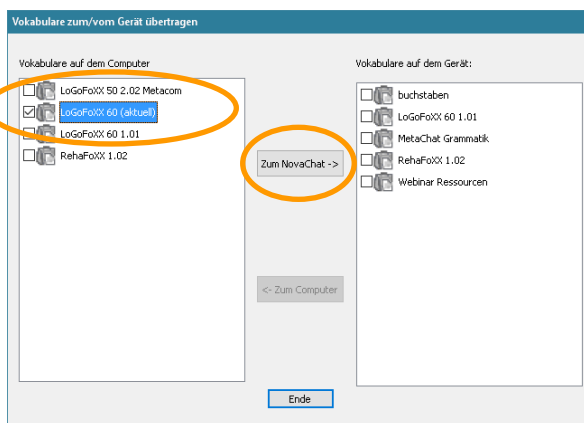 Vokabulare zum/vom Gerät übertragen
Vokabulare auf dem Computer
LoGoFoXX 50 2.02 Metacom
LoGoFoXX 60 (aktuell)
LoGoFoXX 60 1.01
RehaFoXX 1.02
Zum NovaChat ->
<- Zum Computer
Ende
Vokabulare auf dem Gerät:
buchstaben
LoGoFoXX 60 1.01
MetaChat Grammatik
RehaFoXX 1.02
Webinar Ressourcen